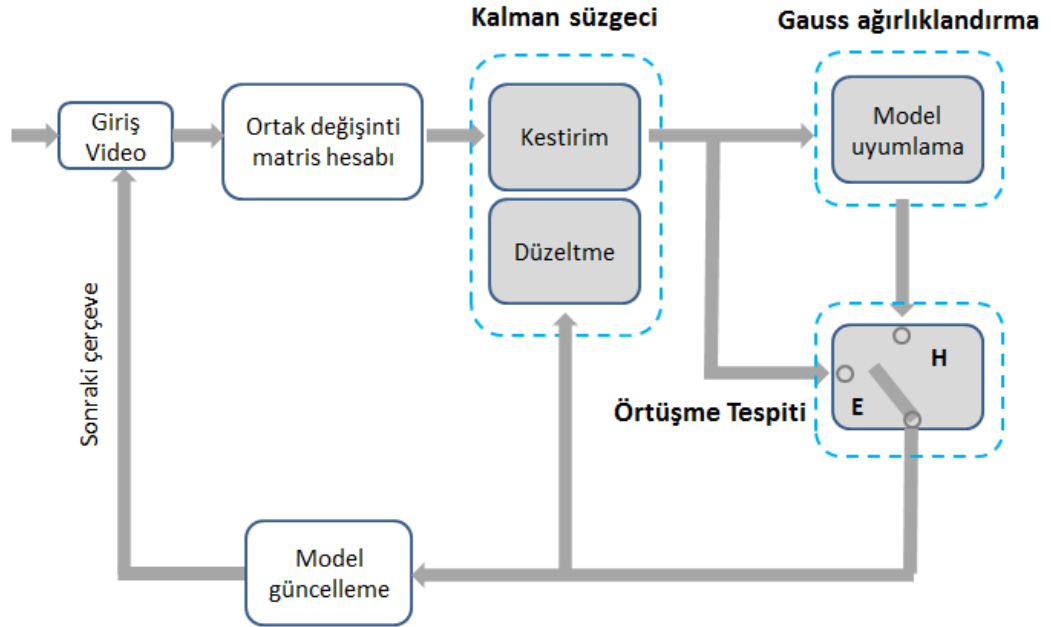 Kalman süzgeci
Gauss ağırlıklandırma
Giriş
Video
Ortak değişinti
matris hesabı
Kestirim
Düzeltme
Model
uyumlama
H
E
Örtüşme Tespiti
Sonraki çerçeve
Model
güncelleme